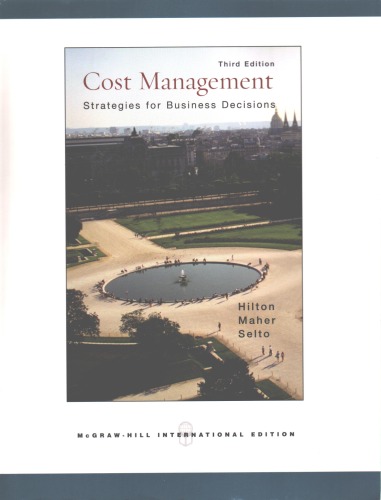 Third Edition
Cost Management
Strategies for Business Decisions
Hilton
Maher
Selto
McGRAW-HILL INTERNATIONAL EDITION